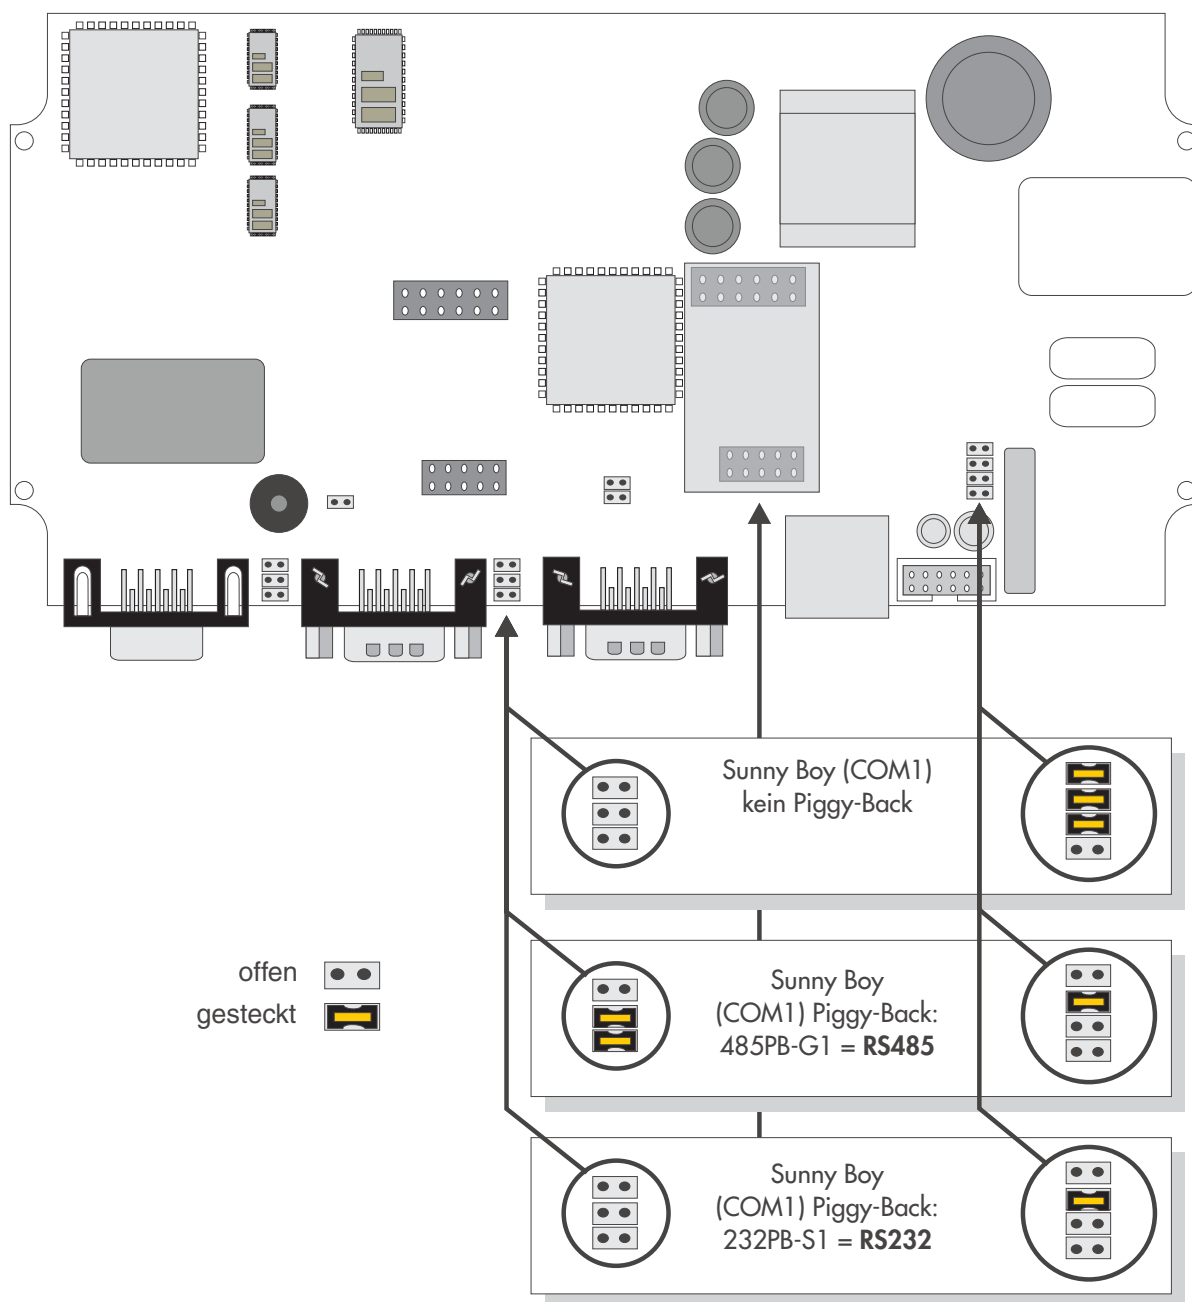 Sunny Boy (COM1)
kein Piggy-Back
offen
gesteckt
Sunny Boy
(COM1) Piggy-Back:
485PB-G1 = RS485
Sunny Boy
(COM1) Piggy-Back:
232PB-S1 = RS232